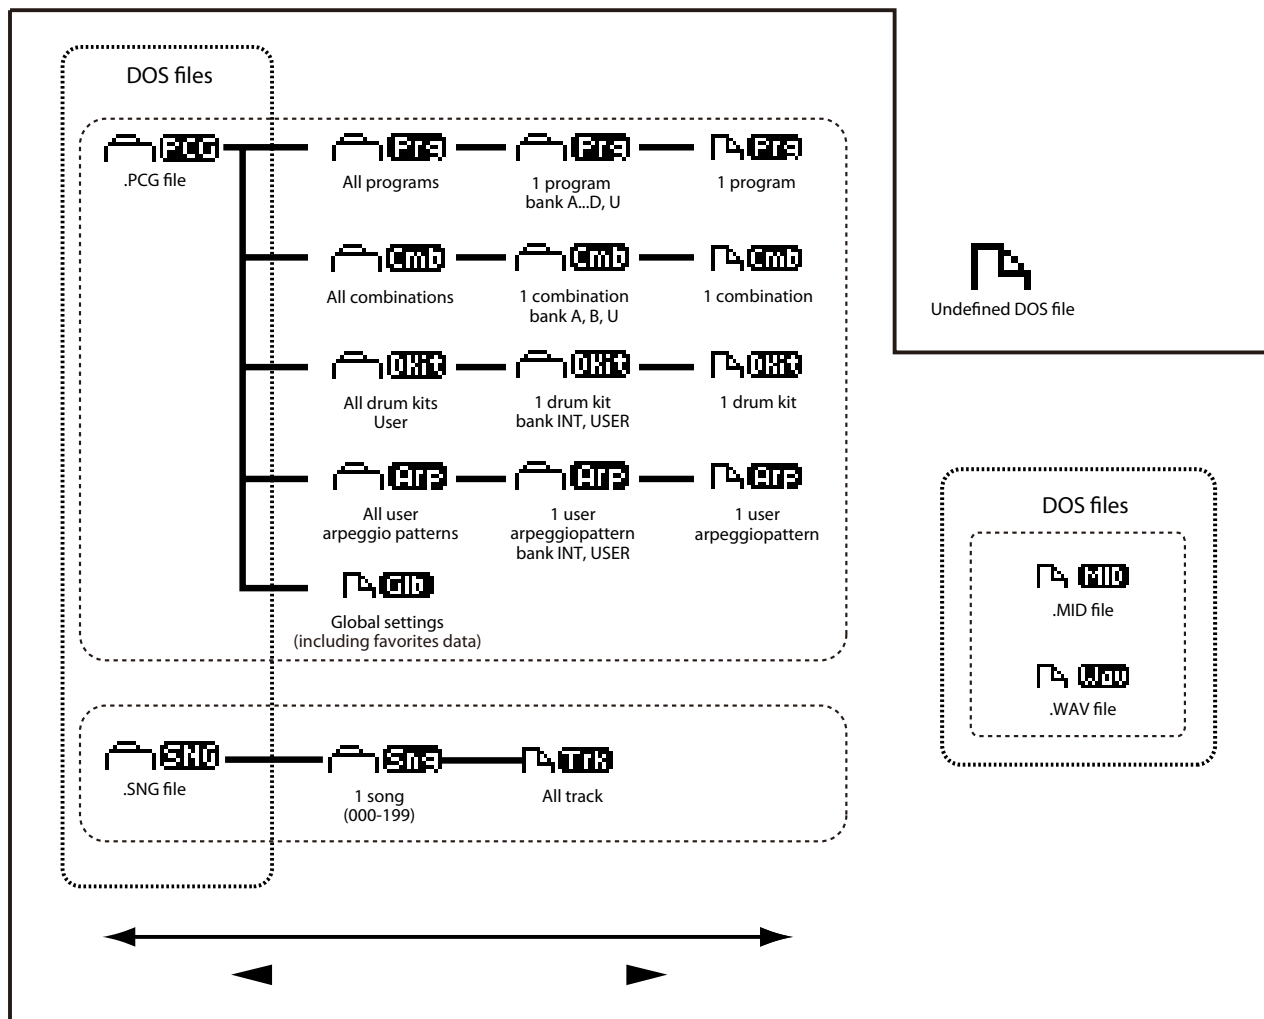 DOS files
PCG
.PCG file
Prg
All programs
Prg
1 program
bank A...D, U
Prg
1 program
Cmb
All combinations
Cmb
1 combination
bank A, B, U
Cmb
1 combination
DKit
All drum kits
User
DKit
1 drum kit
bank INT, USER
DKit
1 drum kit
Arp
All user
arpeggio patterns
Arp
1 user
arpeggiopattern
bank INT, USER
Arp
1 user
arpeggiopattern
Glb
Global settings
(including favorites data)
SNG
.SNG file
Sng
1 song
(000-199)
Trk
All track
Undefined DOS file
DOS files
MID
.MID file
Wav
.WAV file